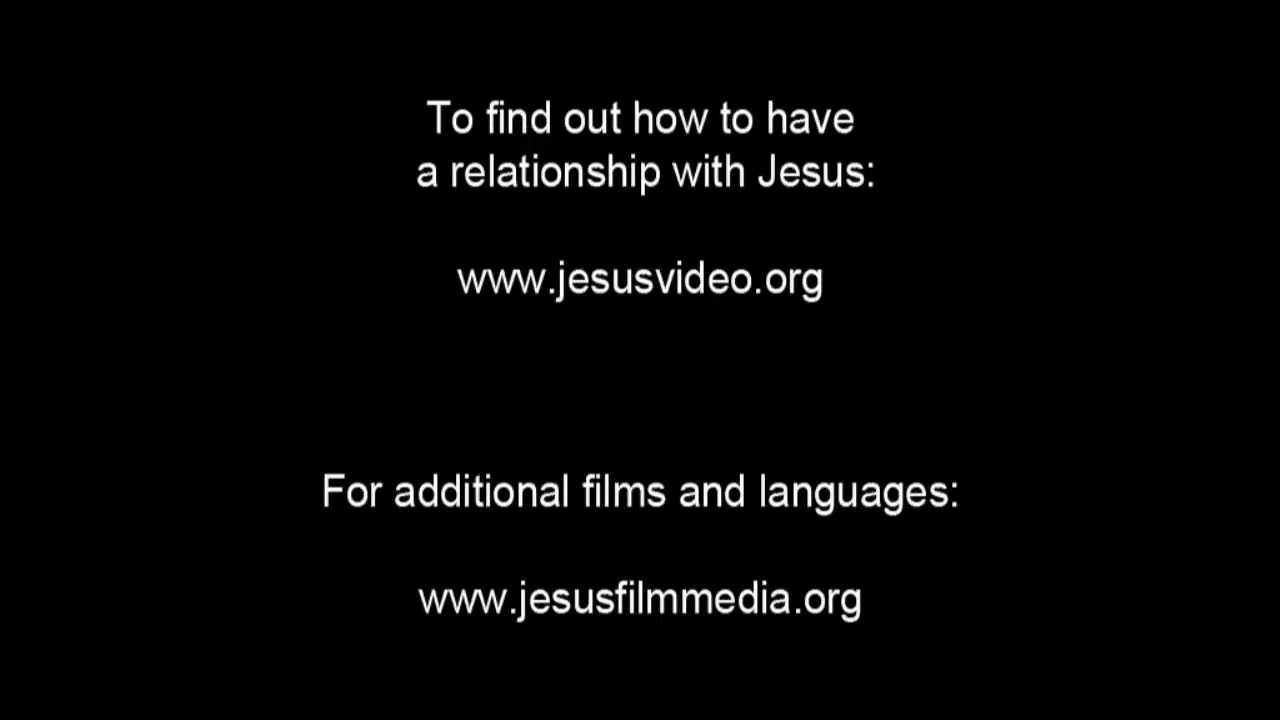 To find out how to have
a relationship with Jesus:
www.jesusvideo.org
For additional films and languages:
www.jesusfilmmedia.org